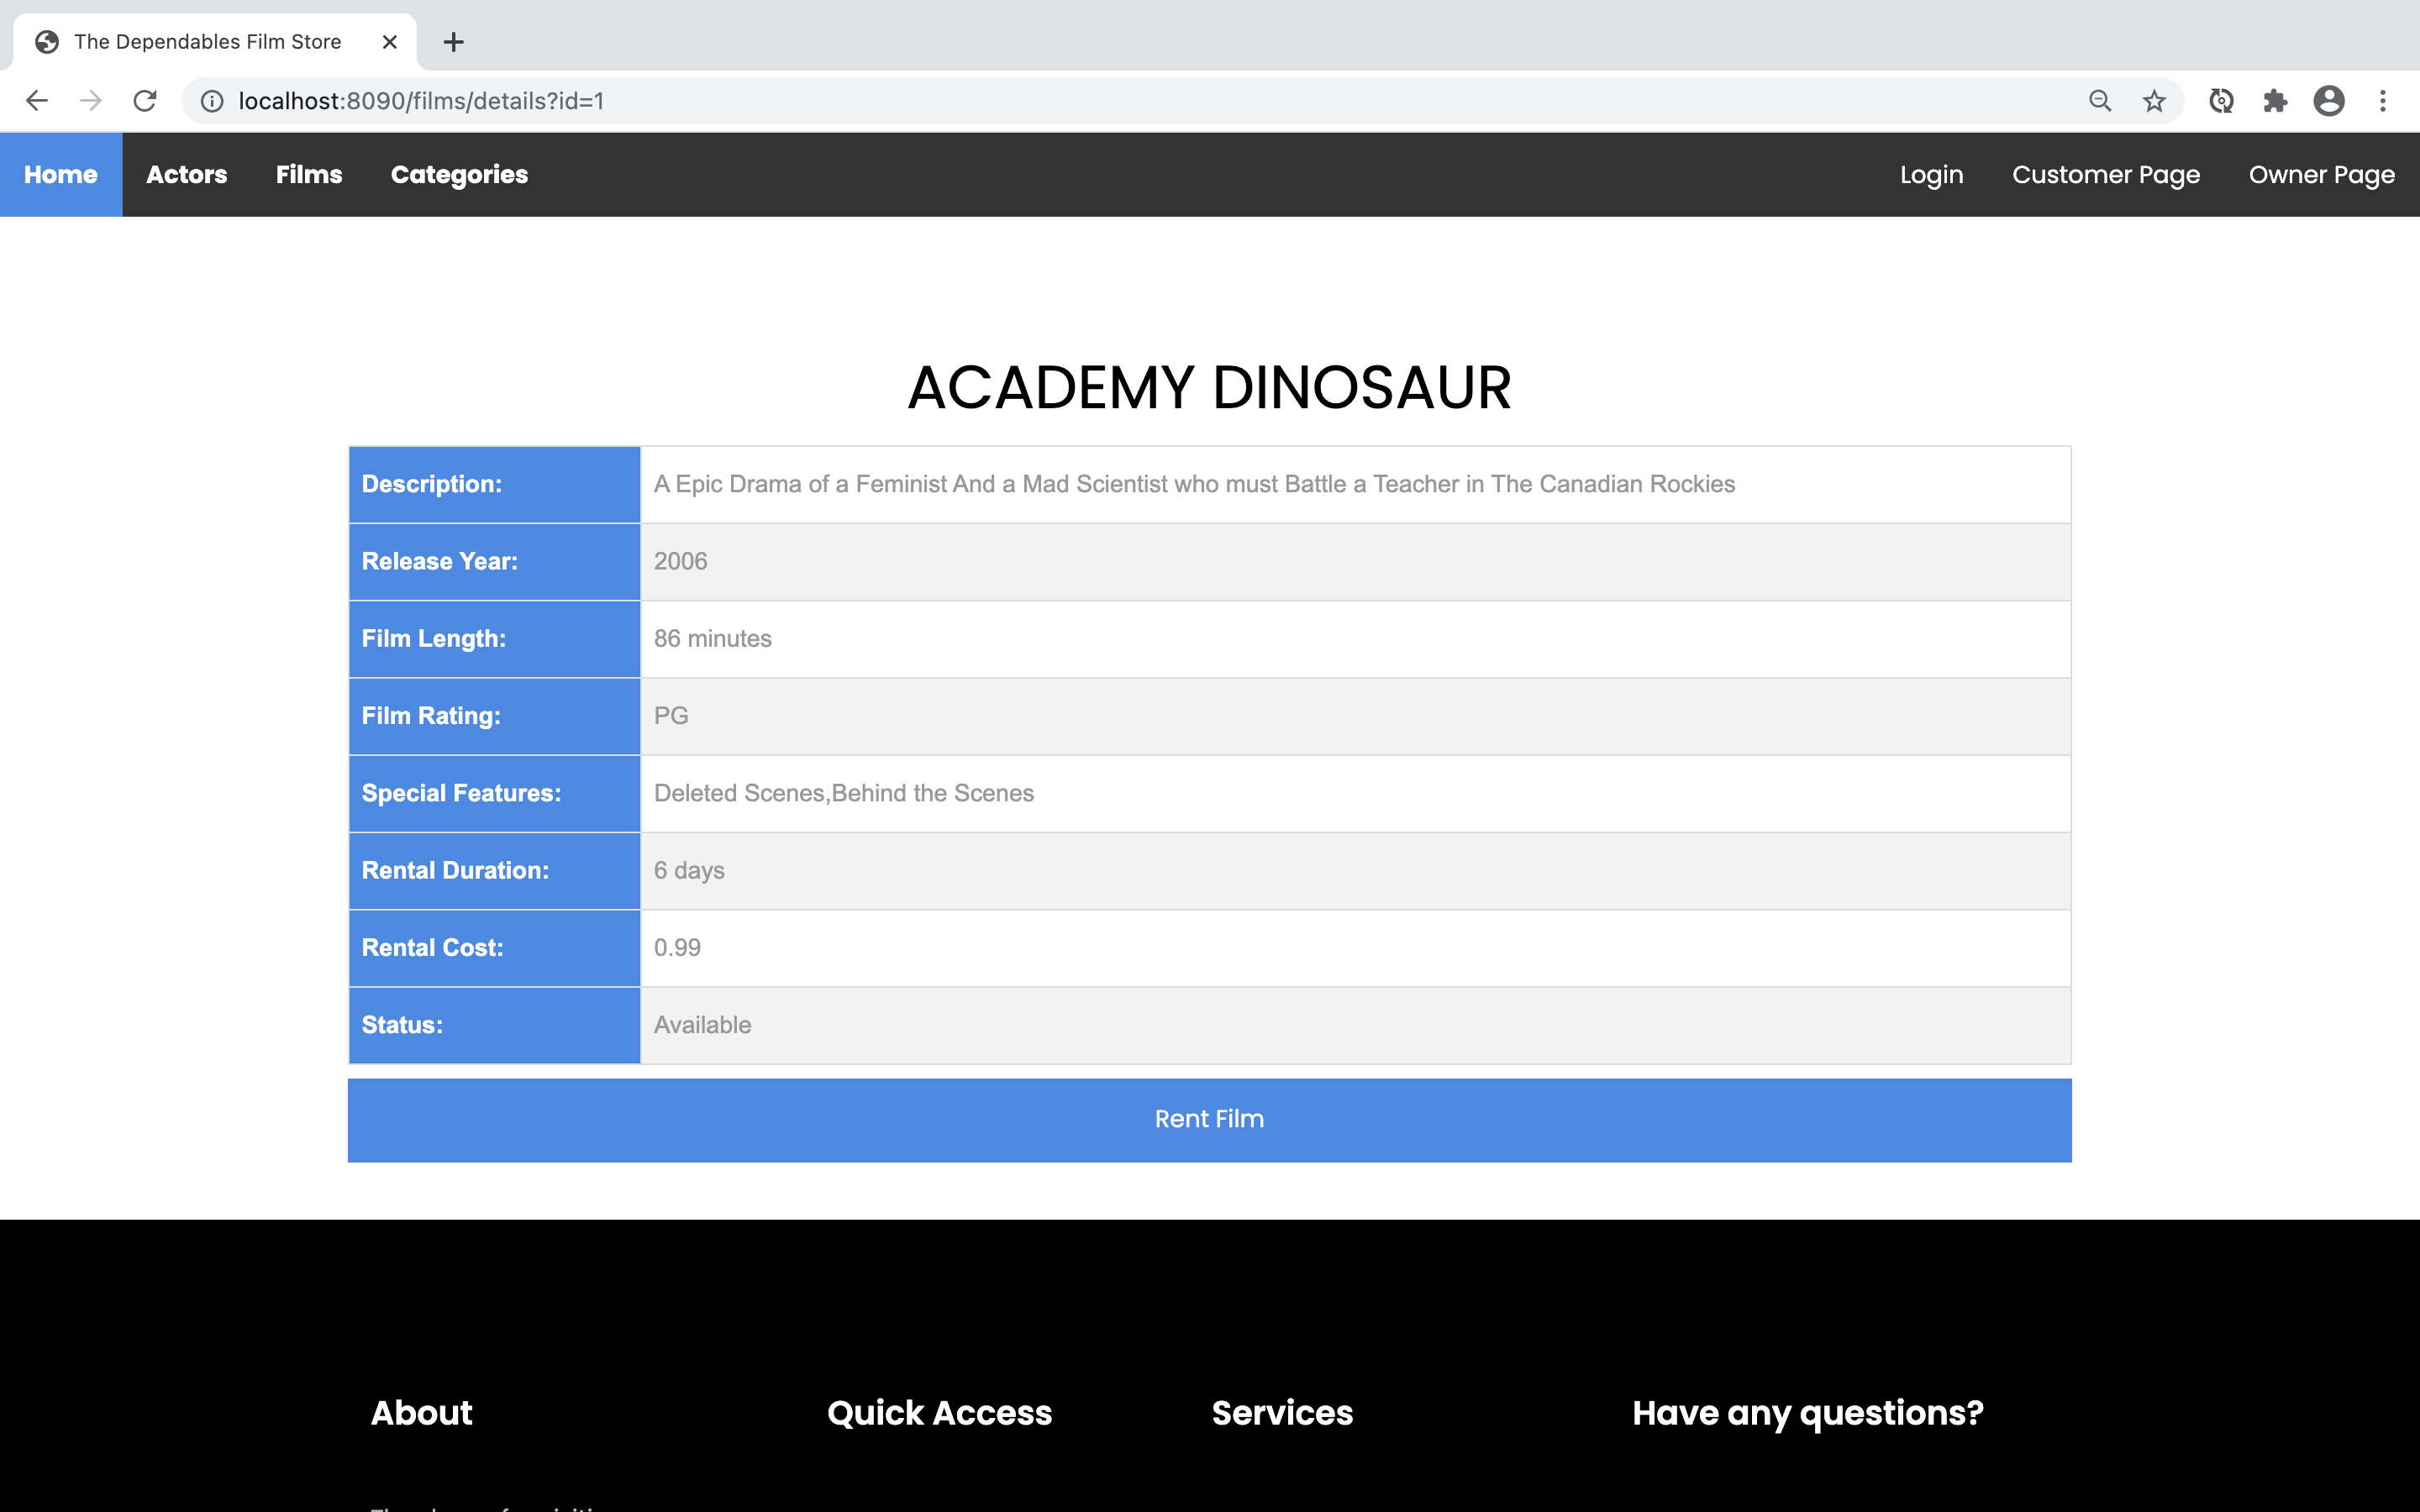 The Dependables Film Store
localhost:8090/films/details?id=1
Home Actors Films Categories Login Customer Page Owner Page
ACADEMY DINOSAUR
Description: A Epic Drama of a Feminist And a Mad Scientist who must Battle a Teacher in The Canadian Rockies
Release Year: 2006
Film Length: 86 minutes
Film Rating: PG
Special Features: Deleted Scenes,Behind the Scenes
Rental Duration: 6 days
Rental Cost: 0.99
Status: Available
Rent Film
About Quick Access Services Have any questions?